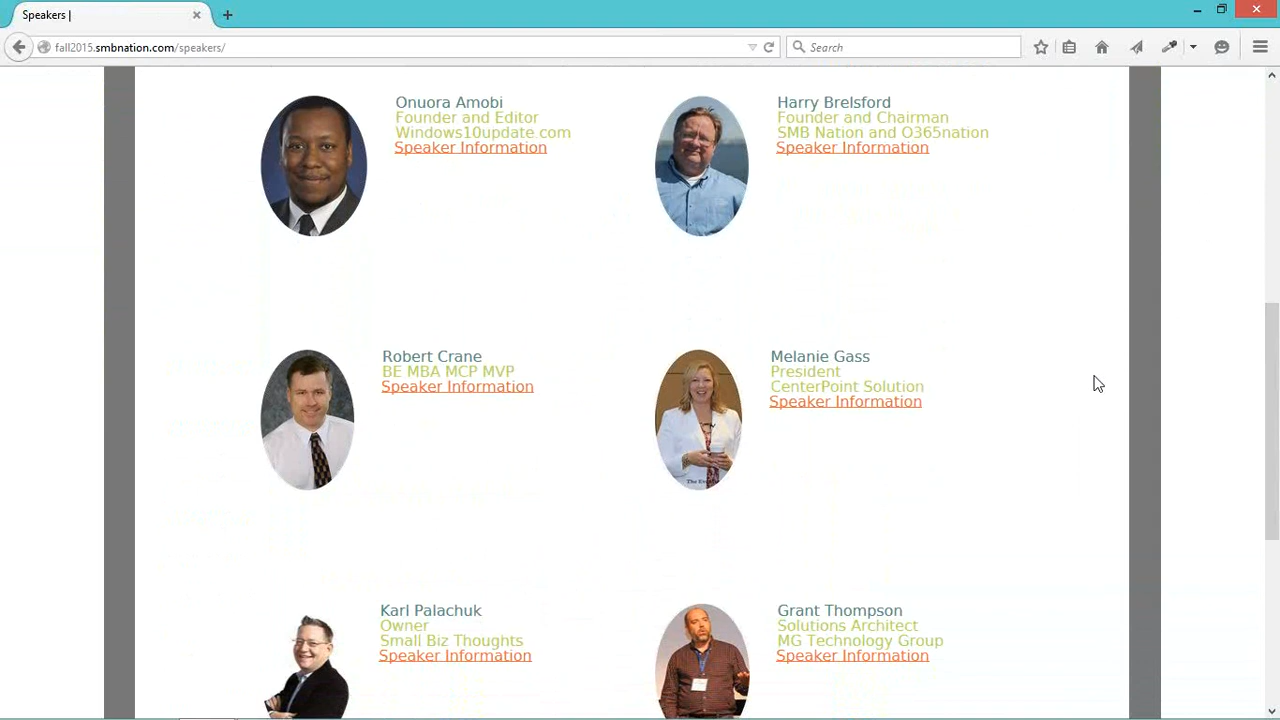 Speakers |
fall2015.smbnation.com/speakers/
Search
Onuora Amobi
Founder and Editor
Windows10update.com
Speaker Information
Harry Brelsford
Founder and Chairman
SMB Nation and O365nation
Speaker Information
Robert Crane
BE MBA MCP MVP
Speaker Information
Melanie Gass
President
CenterPoint Solution
Speaker Information
Karl Palachuk
Owner
Small Biz Thoughts
Speaker Information
Grant Thompson
Solutions Architect
MG Technology Group
Speaker Information